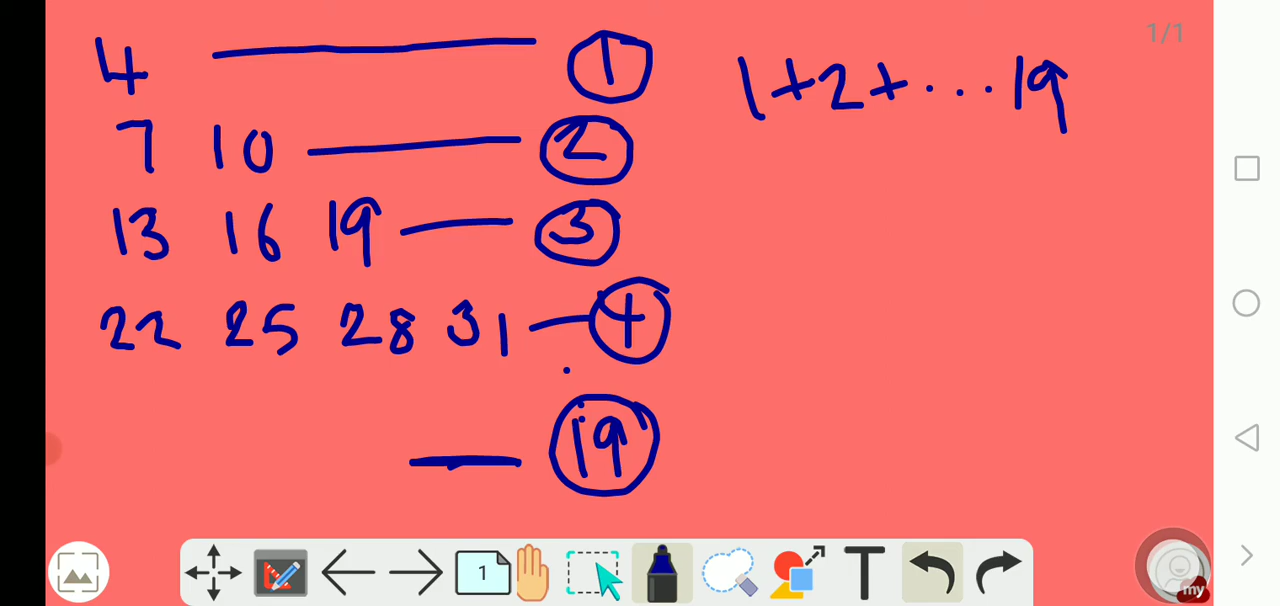 1/1
4 ——— 1 1+2+...19
7 10 ——— 2
13 16 19 —— 3
22 25 28 31 — 4
— 19
1 T
my